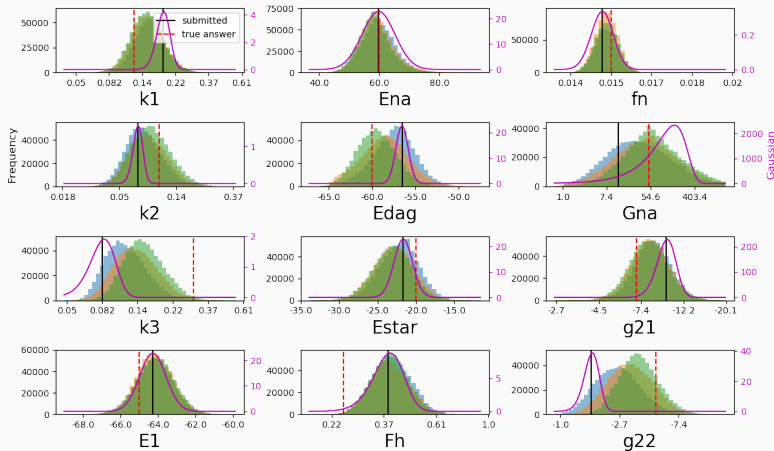 submitted
true answer
50000 25000 0
4 2 0
0.05 0.082 0.14 0.22 0.37 0.61
k1
75000 50000 25000 0
20 10 0
40.0 60.0 80.0
Ena
50000 0
0.2 0.0
0.014 0.015 0.017 0.018 0.02
fn
Frequency
40000 20000 0
1 0
0.018 0.05 0.14 0.37
k2
40000 20000 0
20 10 0
-65.0 -60.0 -55.0 -50.0
Edag
40000 20000 0
2000 1000 0
1.0 7.4 54.6 403.4
Gna
Gaussian
40000 20000 0
2 1 0
0.05 0.082 0.14 0.22 0.37 0.61
k3
40000 20000 0
20 10 0
-35.0 -30.0 -25.0 -20.0 -15.0
Estar
40000 20000 0
200 100 0
-2.7 -4.5 -7.4 -12.2 -20.1
g21
60000 40000 20000 0
20 10 0
-68.0 -66.0 -64.0 -62.0 -60.0
E1
40000 20000 0
5 0
0.22 0.37 0.61 1.0
Fh
40000 20000 0
40 20 0
-1.0 -2.7 -7.4
g22